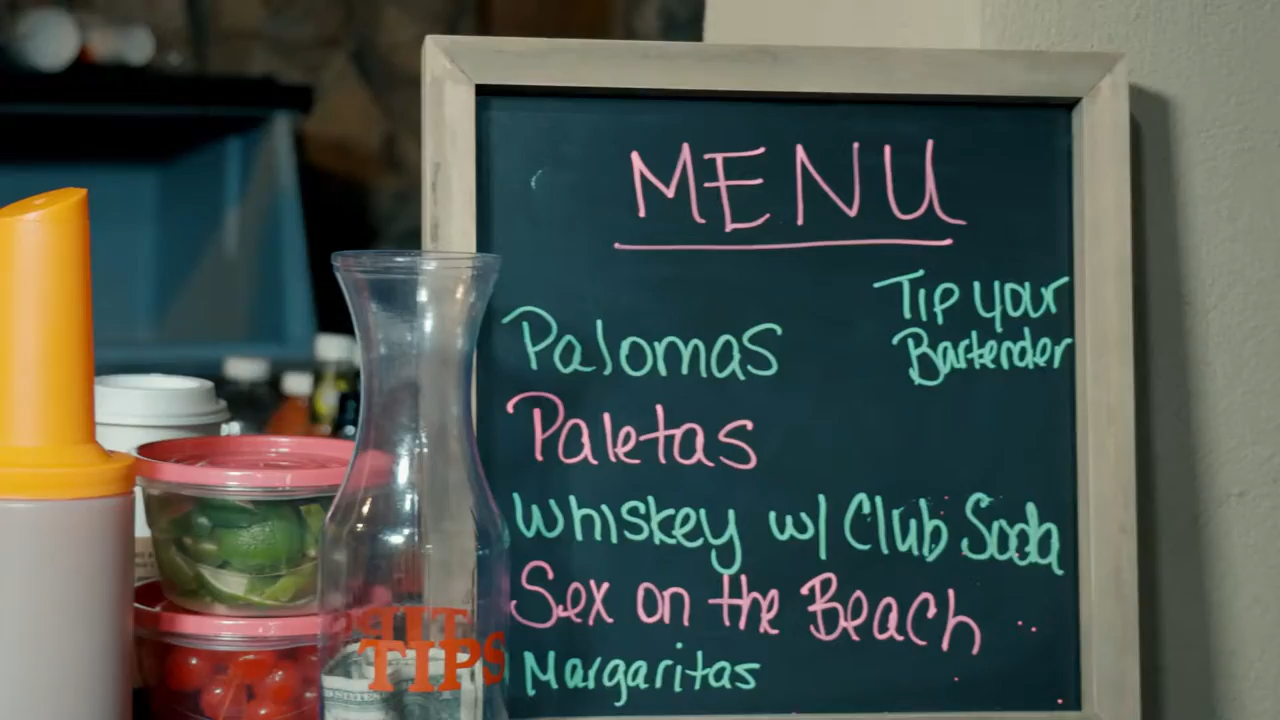 MENU
Tip your
Bartender
Palomas
Paletas
Whiskey w/ Club Soda
Sex on the Beach
Margaritas
TIPS